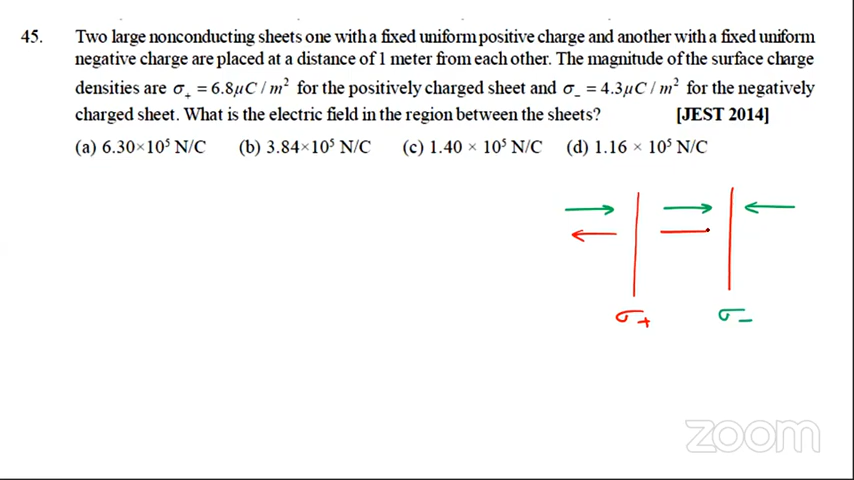 45. Two large nonconducting sheets one with a fixed uniform positive charge and another with a fixed uniform
negative charge are placed at a distance of 1 meter from each other. The magnitude of the surface charge
densities are σ₊ = 6.8μC / m² for the positively charged sheet and σ₋ = 4.3μC / m² for the negatively
charged sheet. What is the electric field in the region between the sheets? [JEST 2014]
(a) 6.30×10⁵ N/C (b) 3.84×10⁵ N/C (c) 1.40 × 10⁵ N/C (d) 1.16 × 10⁵ N/C
σ₊ σ₋
zoom